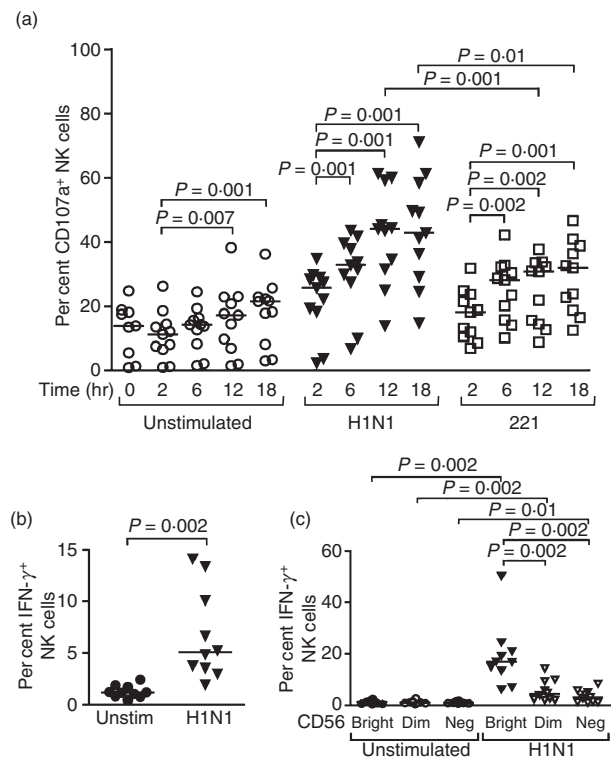 (a)
100
80
60
40
20
0
Per cent CD107a⁺ NK cells
P = 0·01
P = 0·001
P = 0·001
P = 0·001
P = 0·001
P = 0·001
P = 0·007
P = 0·001
P = 0·002
P = 0·002
Time (hr) 0 2 6 12 18 2 6 12 18 2 6 12 18
Unstimulated H1N1 221
(b)
P = 0·002
15
10
5
0
Per cent IFN-γ⁺
NK cells
Unstim H1N1
(c)
P = 0·002
P = 0·002
P = 0·01
P = 0·002
P = 0·002
60
40
20
0
Per cent IFN-γ⁺
NK cells
CD56 Bright Dim Neg Bright Dim Neg
Unstimulated H1N1